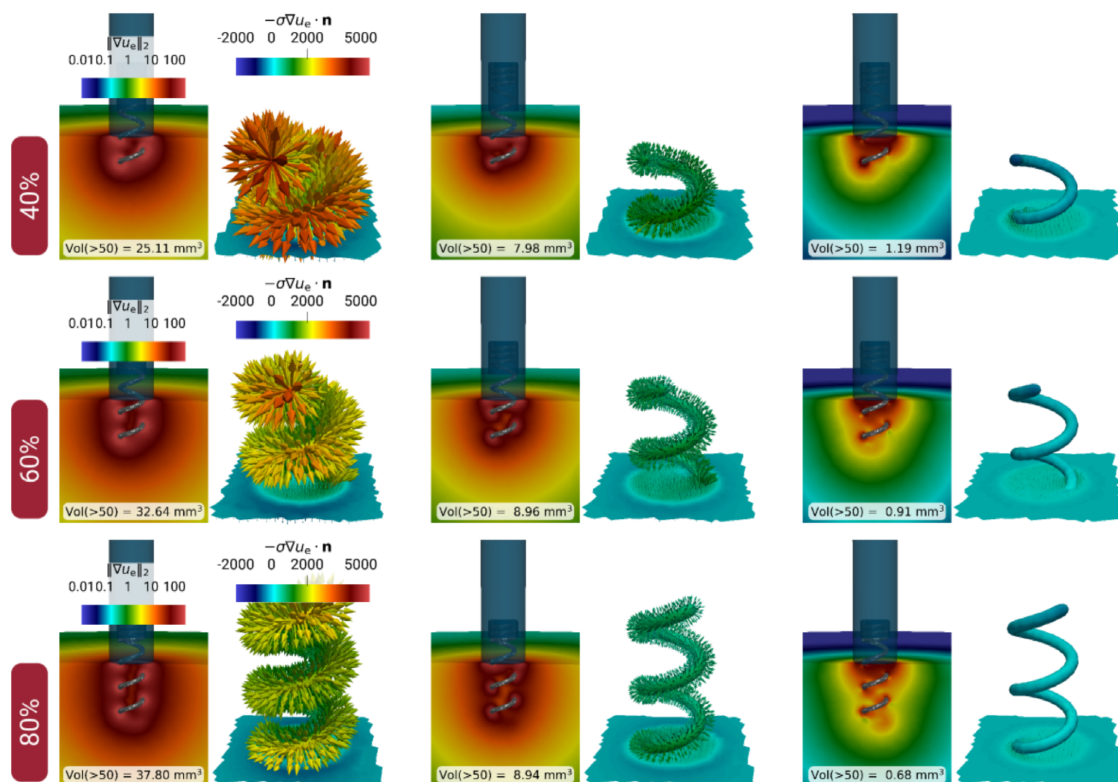 −σ∇uₑ · n
‖∇uₑ‖₂
-2000 0 2000 5000
0.010.1 1 10 100
40%
Vol(>50) = 25.11 mm³
Vol(>50) = 7.98 mm³
Vol(>50) = 1.19 mm³
−σ∇uₑ · n
‖∇uₑ‖₂
-2000 0 2000 5000
0.010.1 1 10 100
60%
Vol(>50) = 32.64 mm³
Vol(>50) = 8.96 mm³
Vol(>50) = 0.91 mm³
−σ∇uₑ · n
‖∇uₑ‖₂
-2000 0 2000 5000
0.010.1 1 10 100
80%
Vol(>50) = 37.80 mm³
Vol(>50) = 8.94 mm³
Vol(>50) = 0.68 mm³